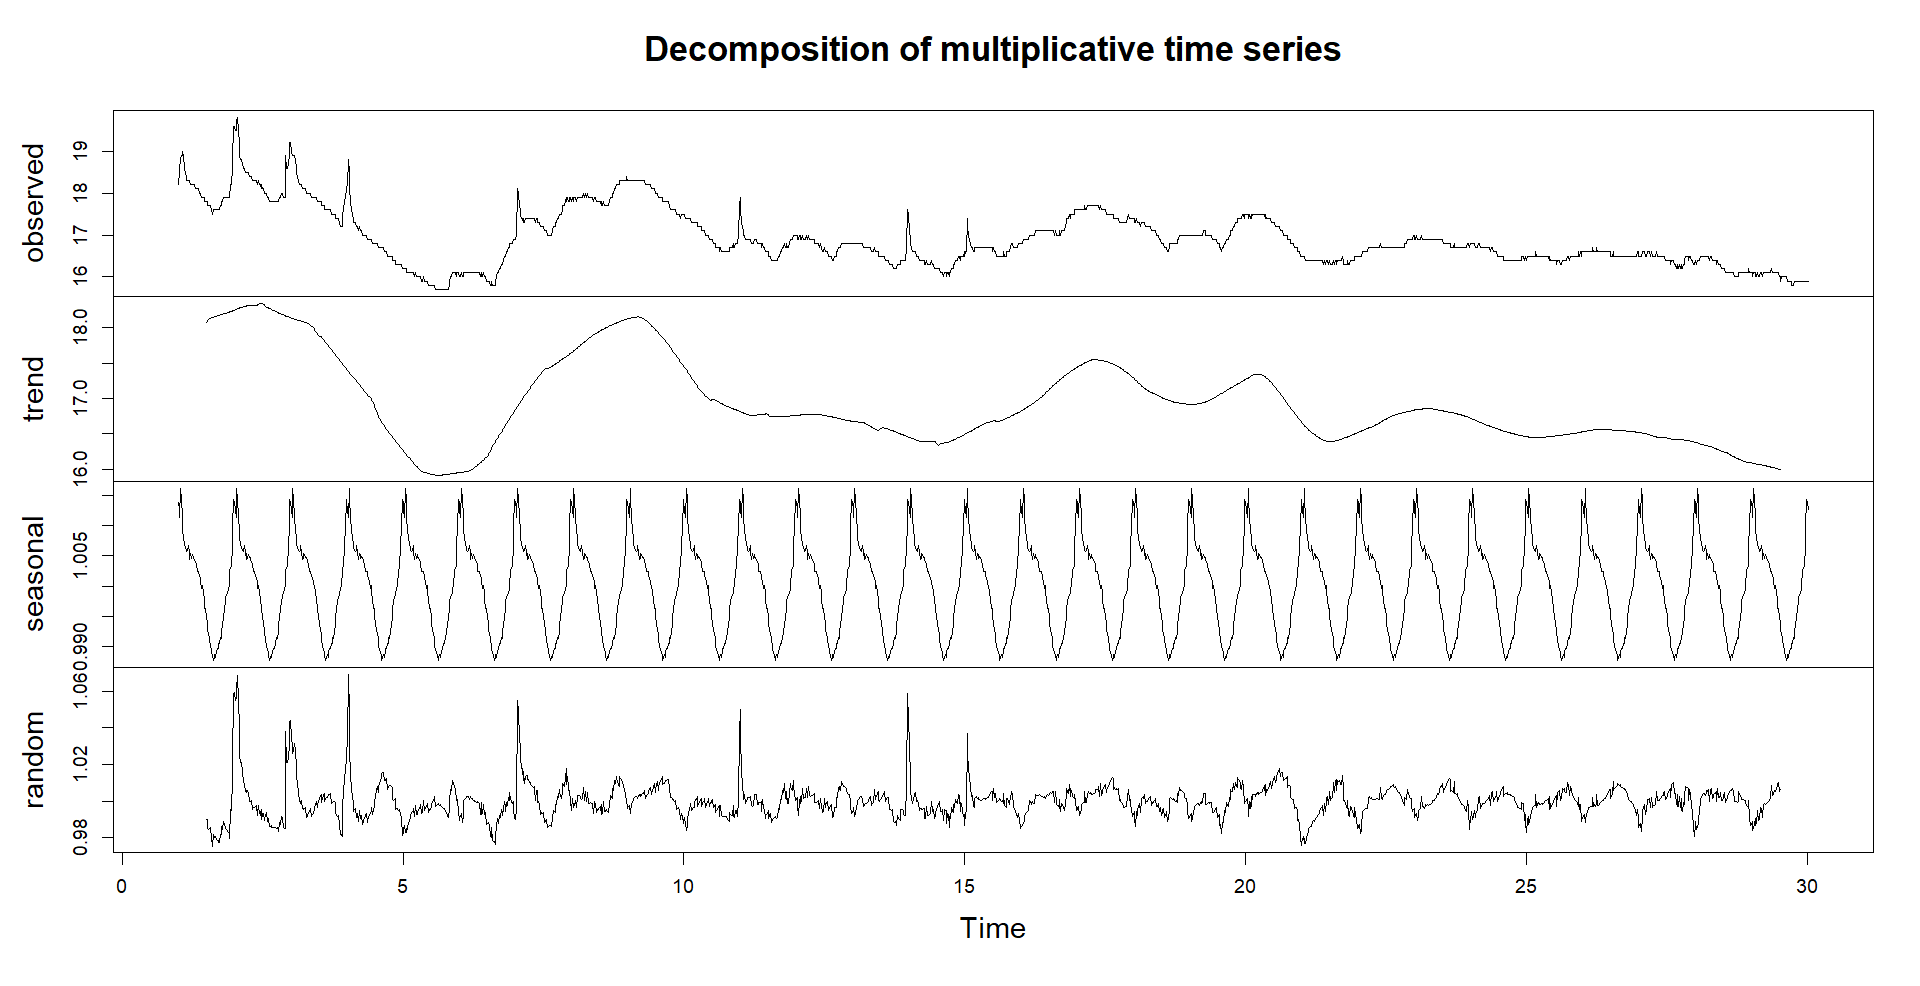 Decomposition of multiplicative time series
observed
16 17 18 19
trend
16.0 17.0 18.0
seasonal
0.990 1.005
random
0.98 1.02 1.06
0 5 10 15 20 25 30
Time